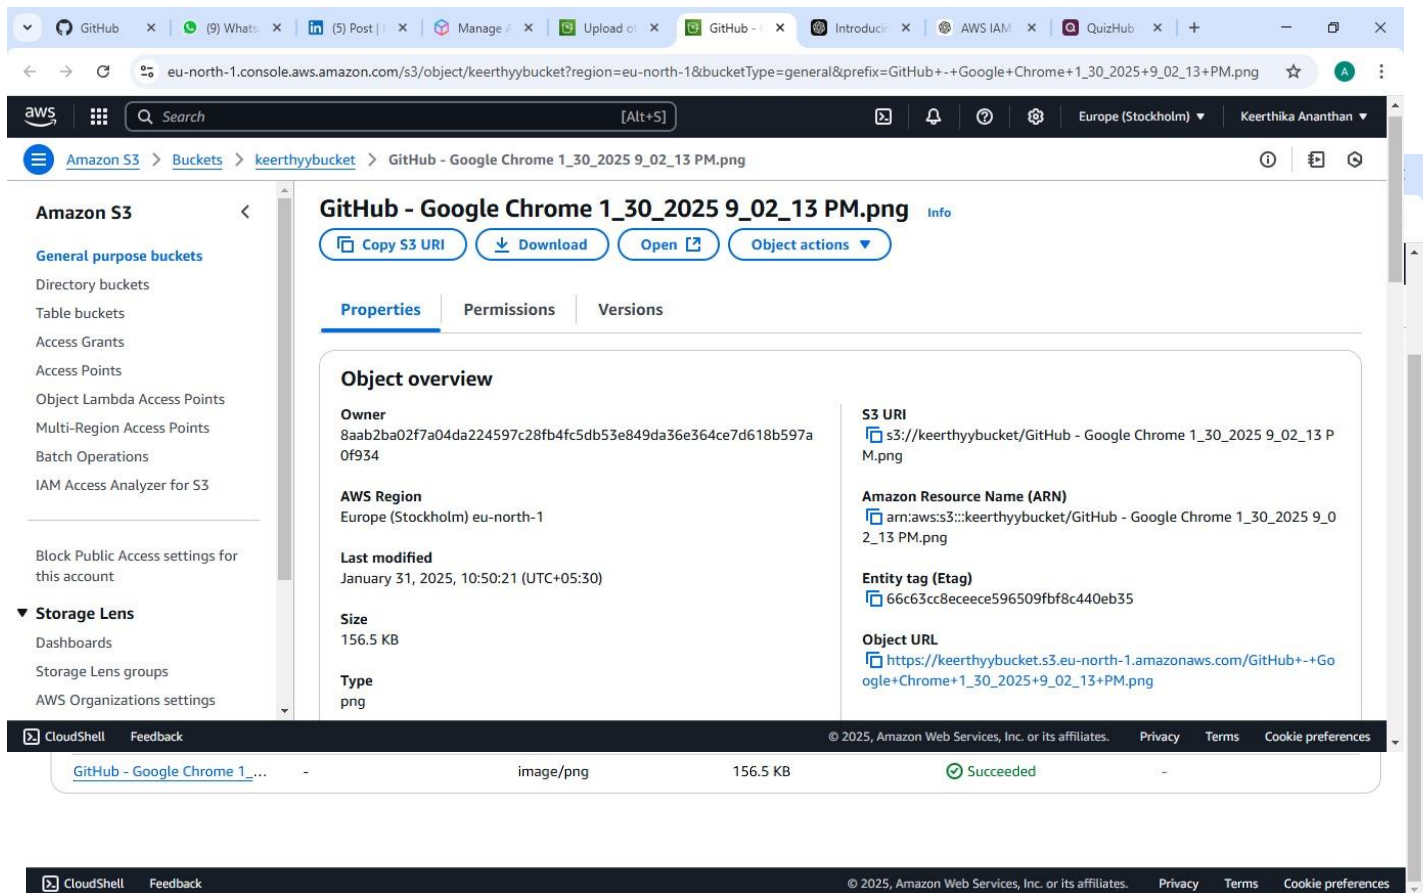 GitHub
(9) Whats
(5) Post |
Manage A
Upload ol
GitHub -
Introducin
AWS IAM
QuizHub
eu-north-1.console.aws.amazon.com/s3/object/keerthyybucket?region=eu-north-1&bucketType=general&prefix=GitHub+-+Google+Chrome+1_30_2025+9_02_13+PM.png
A
aws
Search
[Alt+S]
Europe (Stockholm)
Keerthika Ananthan
Amazon S3 > Buckets > keerthyybucket > GitHub - Google Chrome 1_30_2025 9_02_13 PM.png
Amazon S3
General purpose buckets
Directory buckets
Table buckets
Access Grants
Access Points
Object Lambda Access Points
Multi-Region Access Points
Batch Operations
IAM Access Analyzer for S3
Block Public Access settings for
this account
Storage Lens
Dashboards
Storage Lens groups
AWS Organizations settings
GitHub - Google Chrome 1_30_2025 9_02_13 PM.png Info
Copy S3 URI
Download
Open
Object actions
Properties
Permissions
Versions
Object overview
Owner
8aab2ba02f7a04da224597c28fb4fc5db53e849da36e364ce7d618b597a
0f934
AWS Region
Europe (Stockholm) eu-north-1
Last modified
January 31, 2025, 10:50:21 (UTC+05:30)
Size
156.5 KB
Type
png
S3 URI
s3://keerthyybucket/GitHub - Google Chrome 1_30_2025 9_02_13 P
M.png
Amazon Resource Name (ARN)
arn:aws:s3:::keerthyybucket/GitHub - Google Chrome 1_30_2025 9_0
2_13 PM.png
Entity tag (Etag)
66c63cc8eceece596509fbf8c440eb35
Object URL
https://keerthyybucket.s3.eu-north-1.amazonaws.com/GitHub+-+Go
ogle+Chrome+1_30_2025+9_02_13+PM.png
CloudShell Feedback © 2025, Amazon Web Services, Inc. or its affiliates. Privacy Terms Cookie preferences
GitHub - Google Chrome 1_... - image/png 156.5 KB Succeeded -
CloudShell Feedback © 2025, Amazon Web Services, Inc. or its affiliates. Privacy Terms Cookie preferences